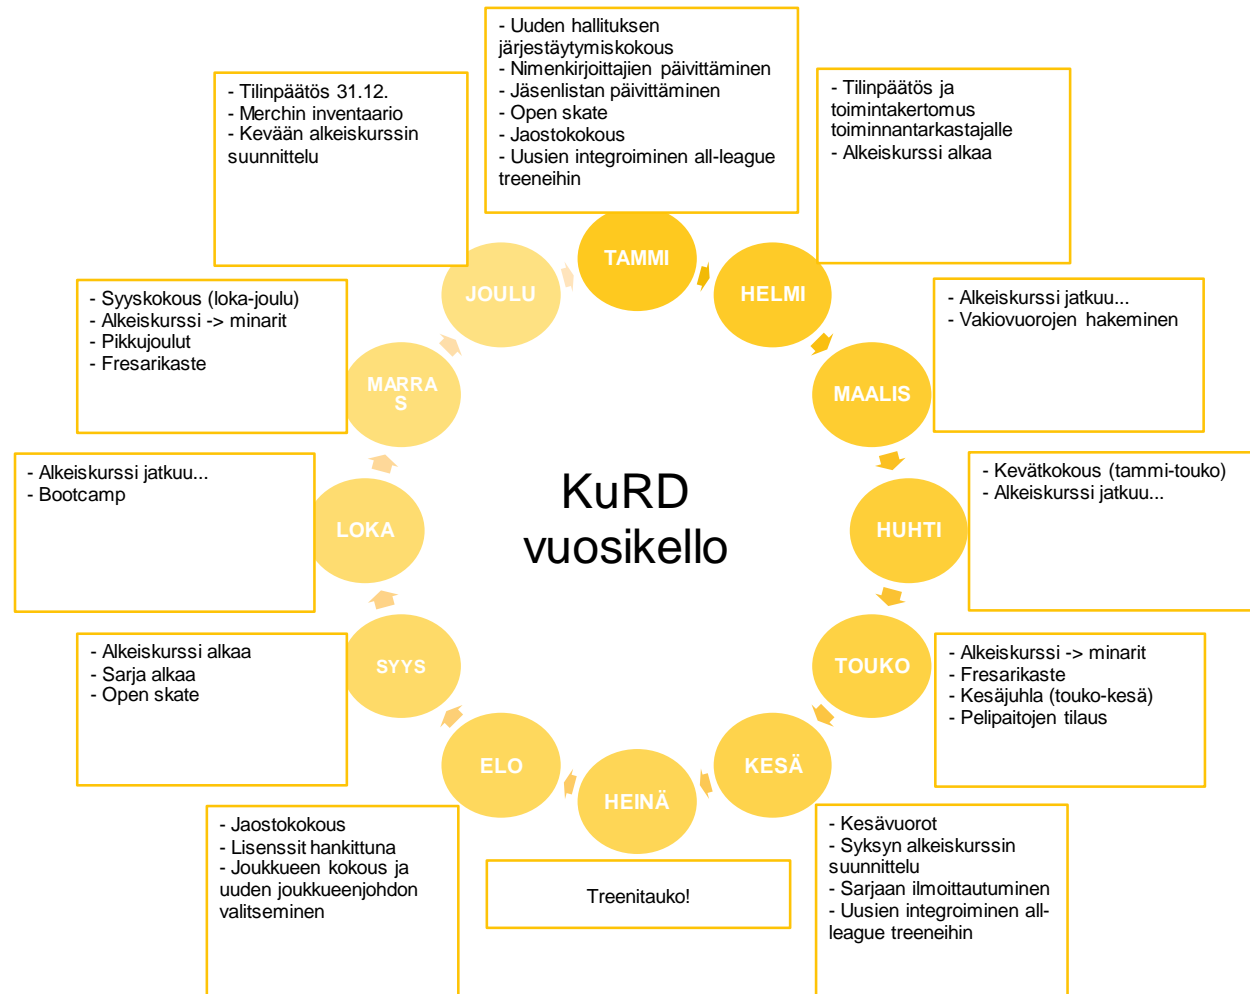 KuRD
vuosikello
TAMMI
- Uuden hallituksen
järjestäytymiskokous
- Nimenkirjoittajien päivittäminen
- Jäsenlistan päivittäminen
- Open skate
- Jaostokokous
- Uusien integroiminen all-league
treeneihin
HELMI
- Tilinpäätös ja
toimintakertomus
toiminnantarkastajalle
- Alkeiskurssi alkaa
MAALIS
- Alkeiskurssi jatkuu...
- Vakiovuorojen hakeminen
HUHTI
- Kevätkokous (tammi-touko)
- Alkeiskurssi jatkuu...
TOUKO
- Alkeiskurssi -> minarit
- Fresarikaste
- Kesäjuhla (touko-kesä)
- Pelipaitojen tilaus
KESÄ
- Kesävuorot
- Syksyn alkeiskurssin
suunnittelu
- Sarjaan ilmoittautuminen
- Uusien integroiminen all-
league treeneihin
HEINÄ
Treenitauko!
ELO
- Jaostokokous
- Lisenssit hankittuna
- Joukkueen kokous ja
uuden joukkueenjohdon
valitseminen
SYYS
- Alkeiskurssi alkaa
- Sarja alkaa
- Open skate
LOKA
- Alkeiskurssi jatkuu...
- Bootcamp
MARRA
S
- Syyskokous (loka-joulu)
- Alkeiskurssi -> minarit
- Pikkujoulut
- Fresarikaste
JOULU
- Tilinpäätös 31.12.
- Merchin inventaario
- Kevään alkeiskurssin
suunnittelu